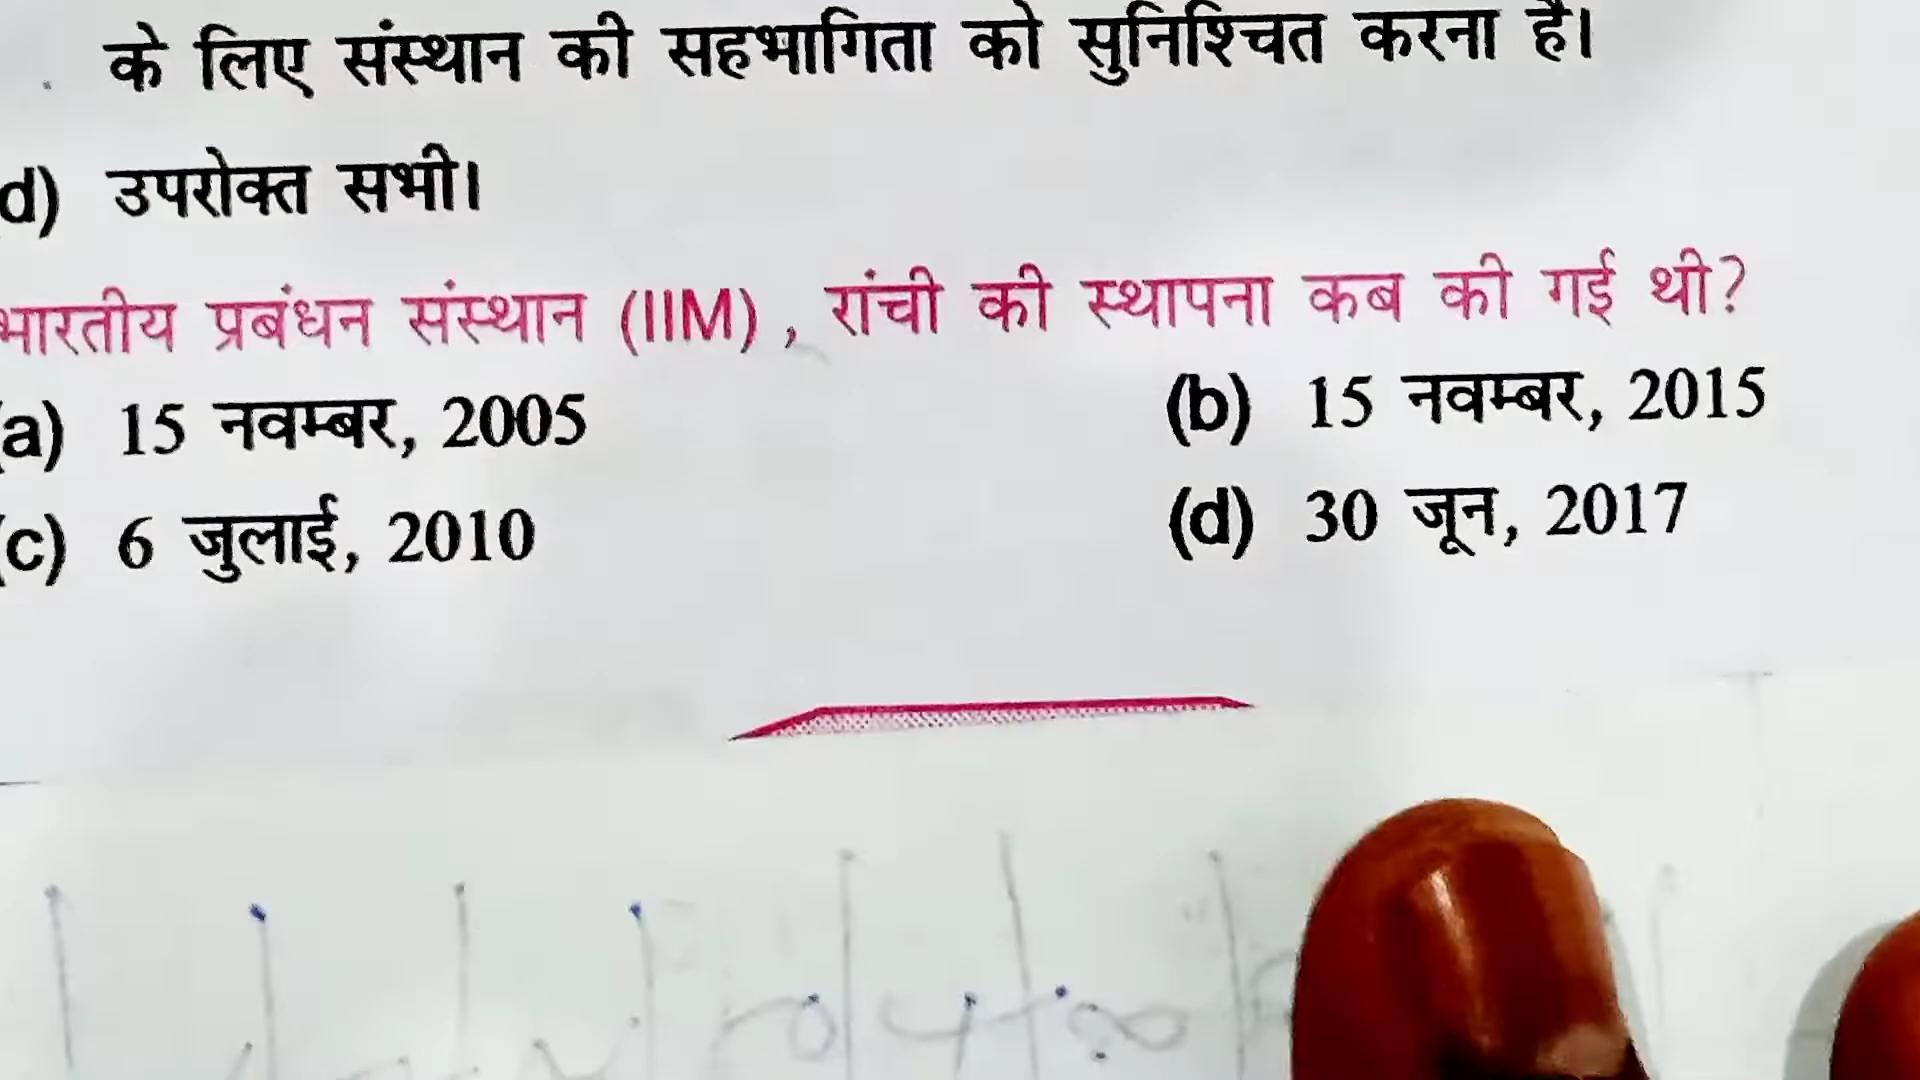 के लिए संस्थान की सहभागिता को सुनिश्चित करना है।
d) उपरोक्त सभी।
भारतीय प्रबंधन संस्थान (IIM), रांची की स्थापना कब की गई थी?
(a) 15 नवम्बर, 2005 (b) 15 नवम्बर, 2015
(c) 6 जुलाई, 2010 (d) 30 जून, 2017